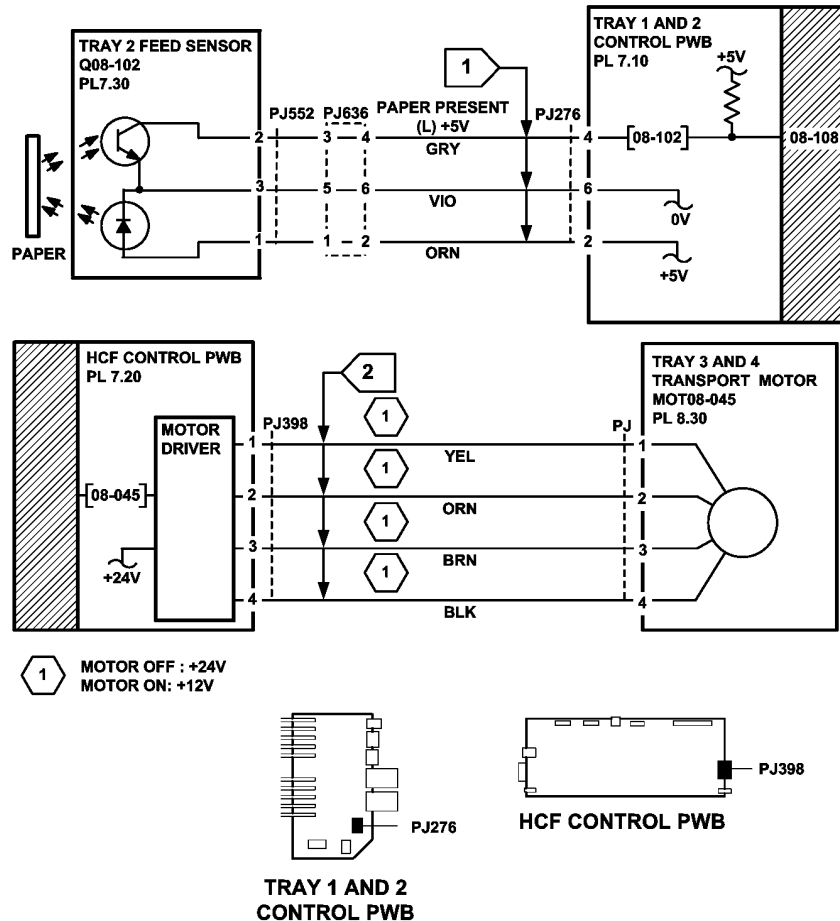 TRAY 2 FEED SENSOR
Q08-102
PL7.30
PAPER
2
3
1
PJ552
PJ636
3
4
5
6
1
2
PAPER PRESENT
(L) +5V
GRY
VIO
ORN
1
PJ276
4
6
2
TRAY 1 AND 2
CONTROL PWB
PL 7.10
+5V
08-102
08-108
0V
+5V
HCF CONTROL PWB
PL 7.20
MOTOR
DRIVER
08-045
+24V
1
2
3
4
PJ398
2
1
YEL
1
ORN
1
BRN
1
BLK
PJ
1
2
3
4
TRAY 3 AND 4
TRANSPORT MOTOR
MOT08-045
PL 8.30
1
MOTOR OFF : +24V
MOTOR ON: +12V
PJ276
TRAY 1 AND 2
CONTROL PWB
PJ398
HCF CONTROL PWB